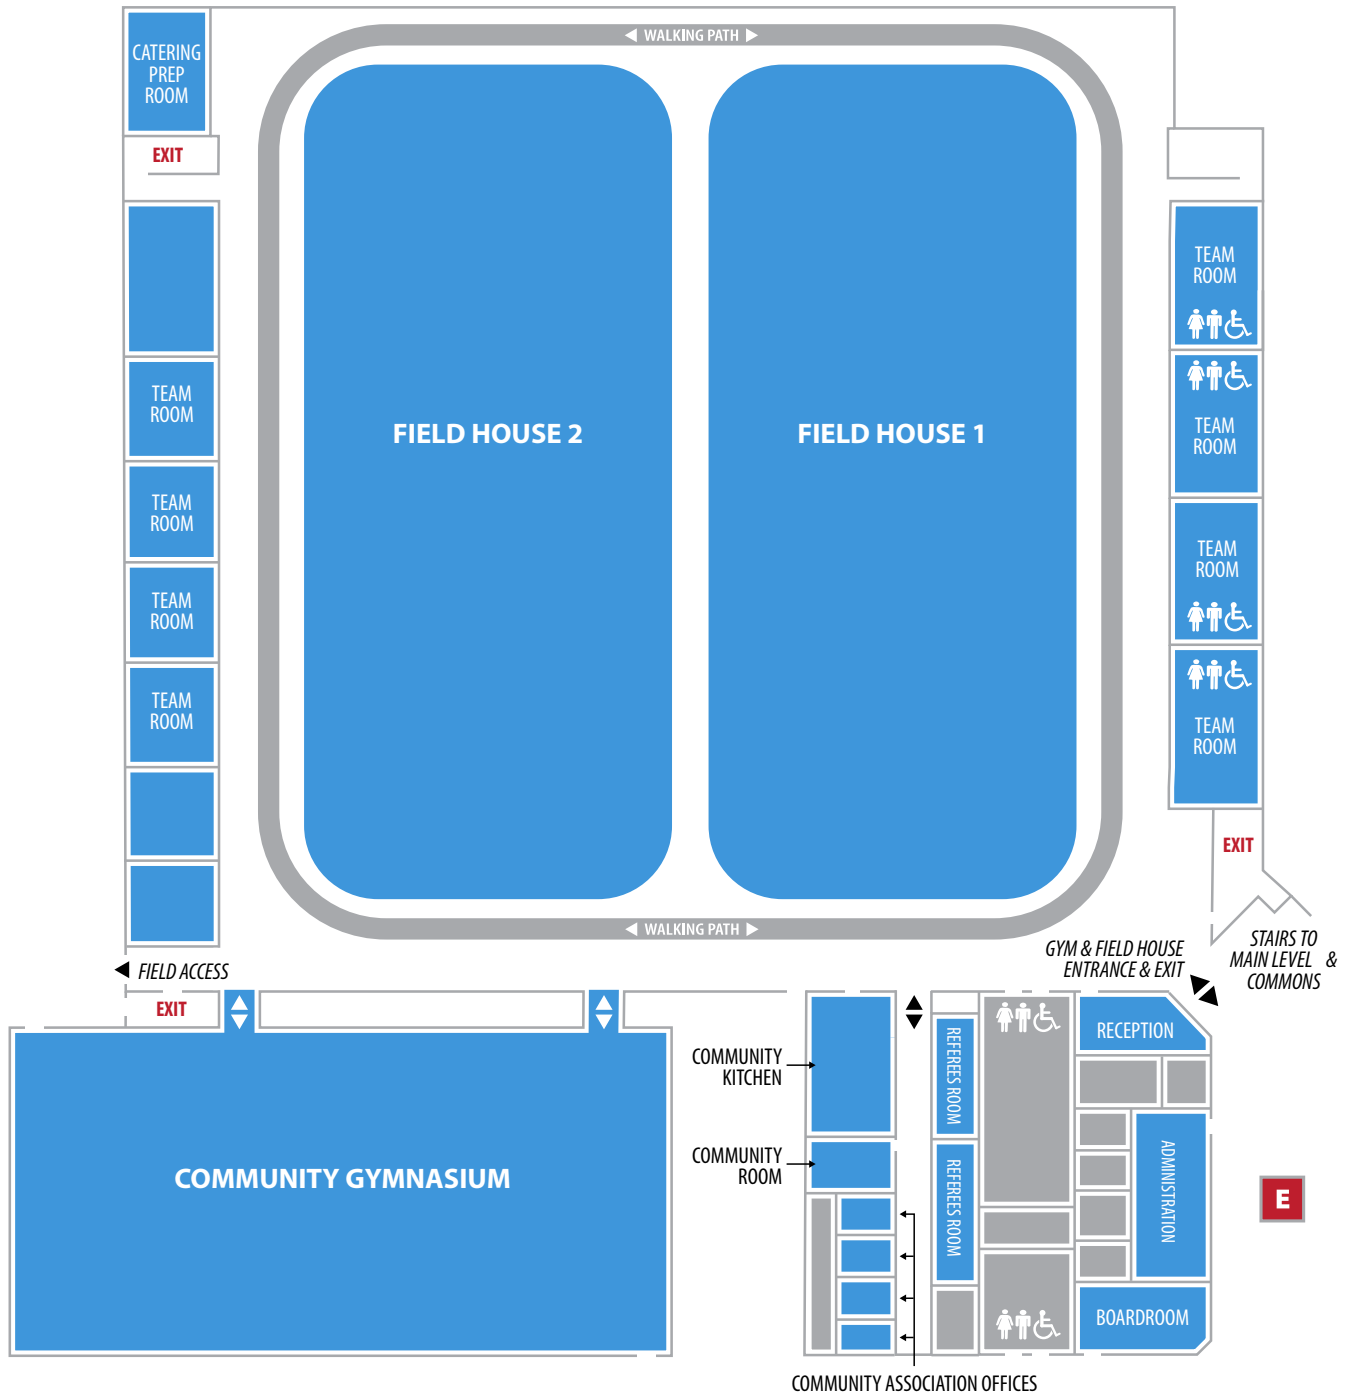 WALKING PATH
CATERING
PREP
ROOM
EXIT
TEAM
ROOM
TEAM
ROOM
TEAM
ROOM
TEAM
ROOM
FIELD HOUSE 2
FIELD HOUSE 1
TEAM
ROOM
TEAM
ROOM
TEAM
ROOM
TEAM
ROOM
EXIT
WALKING PATH
FIELD ACCESS
EXIT
GYM & FIELD HOUSE
ENTRANCE & EXIT
STAIRS TO
MAIN LEVEL &
COMMONS
COMMUNITY GYMNASIUM
COMMUNITY
KITCHEN
COMMUNITY
ROOM
REFEREES ROOM
REFEREES ROOM
RECEPTION
ADMINISTRATION
BOARDROOM
E
COMMUNITY ASSOCIATION OFFICES